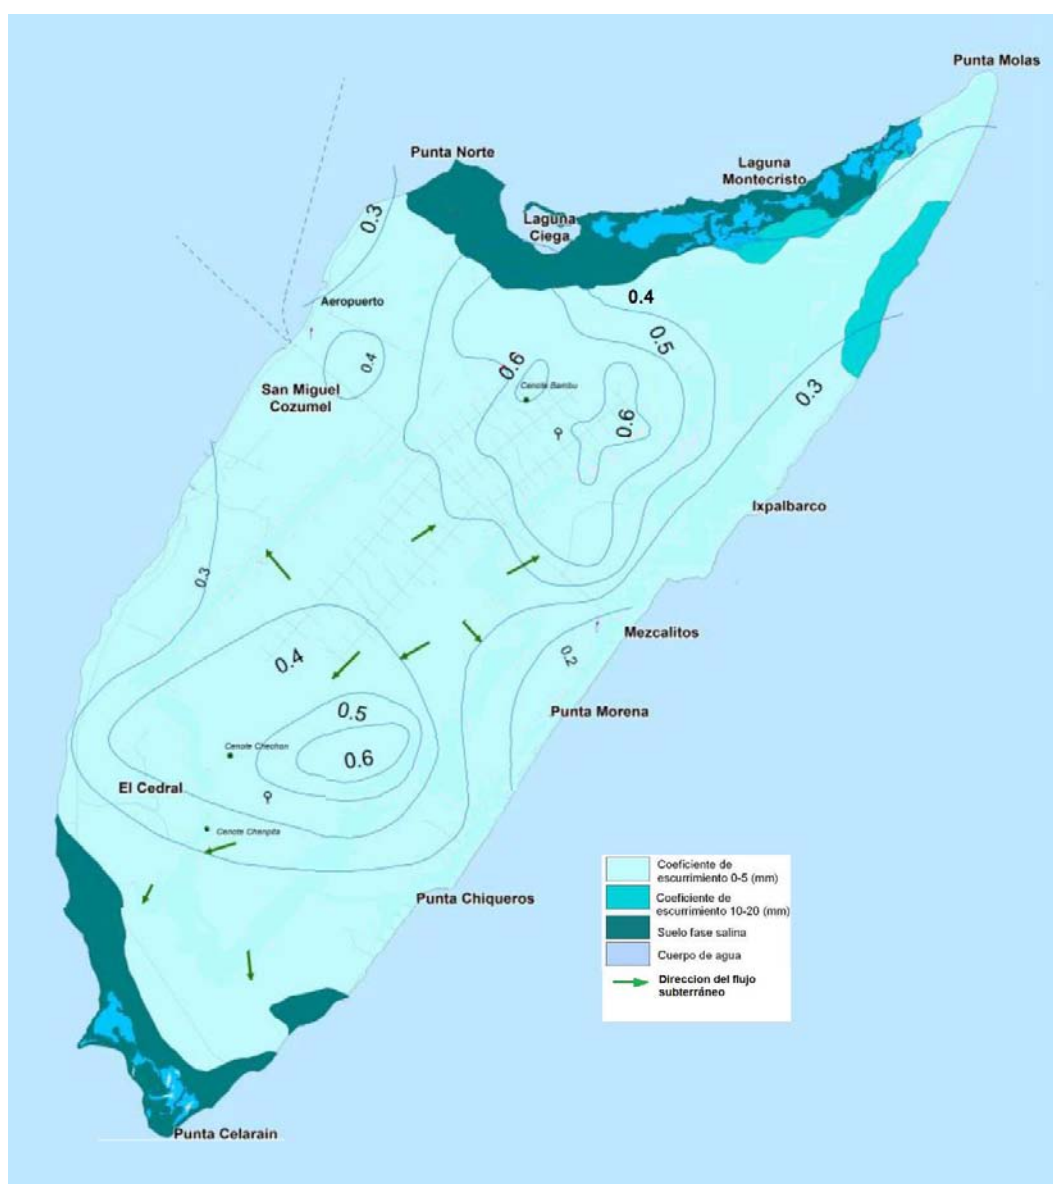 Punta Molas
Punta Norte
Laguna
Montecristo
Laguna
Ciega
0.3
Aeropuerto
0.4
0.5
0.4
San Miguel
Cozumel
0.6
Cenote Bambu
0.6
0.3
Ixpalbarco
0.3
Mezcalitos
0.2
0.4
Punta Morena
0.5
Cenote Chechon
0.6
El Cedral
Cenote Chenpita
Punta Chiqueros
Coeficiente de
escurrimiento 0-5 (mm)
Coeficiente de
escurrimiento 10-20 (mm)
Suelo fase salina
Cuerpo de agua
Direccion del flujo
subterráneo
Punta Celarain